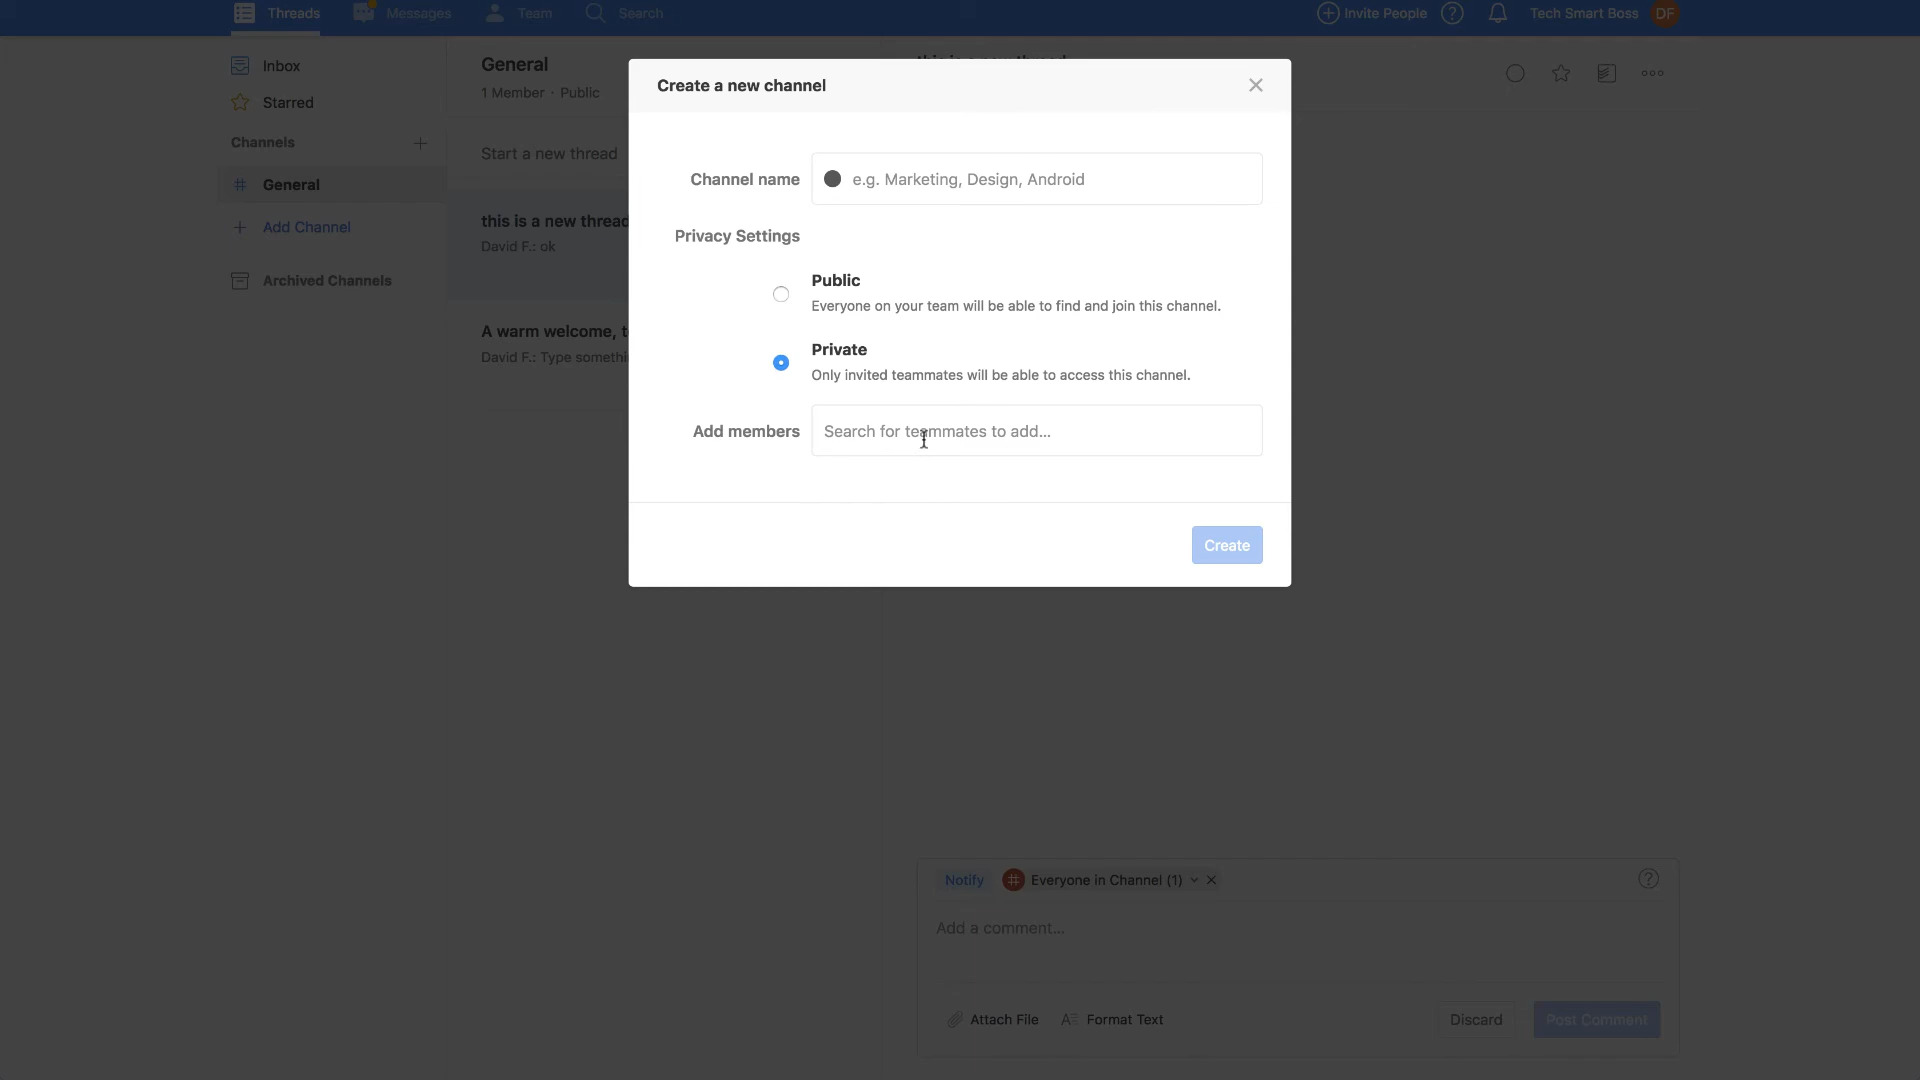 Threads Messages Team Search Invite People ? Tech Smart Boss DF
Inbox
Starred
Channels +
# General
+ Add Channel
Archived Channels
General
1 Member · Public
Start a new thread
this is a new thread
David F.: ok
A warm welcome, t
David F.: Type somethi
this is a new thread
Create a new channel
Channel name e.g. Marketing, Design, Android
Privacy Settings
Public
Everyone on your team will be able to find and join this channel.
Private
Only invited teammates will be able to access this channel.
Add members Search for teammates to add...
Create
Notify # Everyone in Channel (1) ?
Add a comment...
Attach File Format Text Discard Post Comment